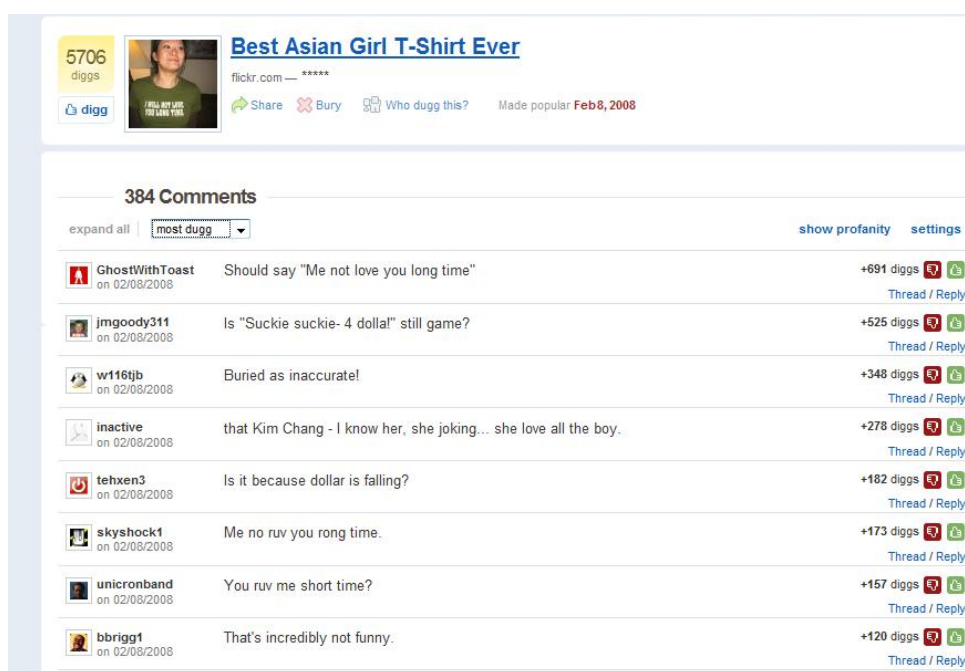 5706
diggs
digg
I WILL NOT LOVE
YOU LONG TIME.
Best Asian Girl T-Shirt Ever
flickr.com — *****
Share Bury Who dugg this? Made popular Feb 8, 2008
384 Comments
expand all most dugg show profanity settings
GhostWithToast Should say "Me not love you long time" +691 diggs
on 02/08/2008 Thread / Reply
jmgoody311 Is "Suckie suckie- 4 dolla!" still game? +525 diggs
on 02/08/2008 Thread / Reply
w116tjb Buried as inaccurate! +348 diggs
on 02/08/2008 Thread / Reply
inactive that Kim Chang - I know her, she joking... she love all the boy. +278 diggs
on 02/08/2008 Thread / Reply
tehxen3 Is it because dollar is falling? +182 diggs
on 02/08/2008 Thread / Reply
skyshock1 Me no ruv you rong time. +173 diggs
on 02/08/2008 Thread / Reply
unicronband You ruv me short time? +157 diggs
on 02/08/2008 Thread / Reply
bbrigg1 That's incredibly not funny. +120 diggs
on 02/08/2008 Thread / Reply